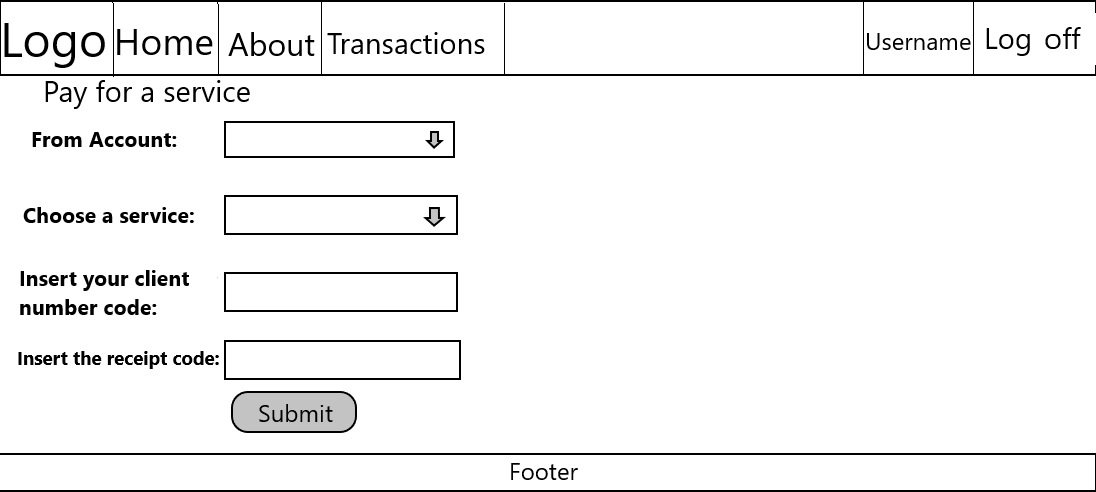 Logo Home About Transactions Username Log off
Pay for a service
From Account:
Choose a service:
Insert your client
number code:
Insert the receipt code:
Submit
Footer